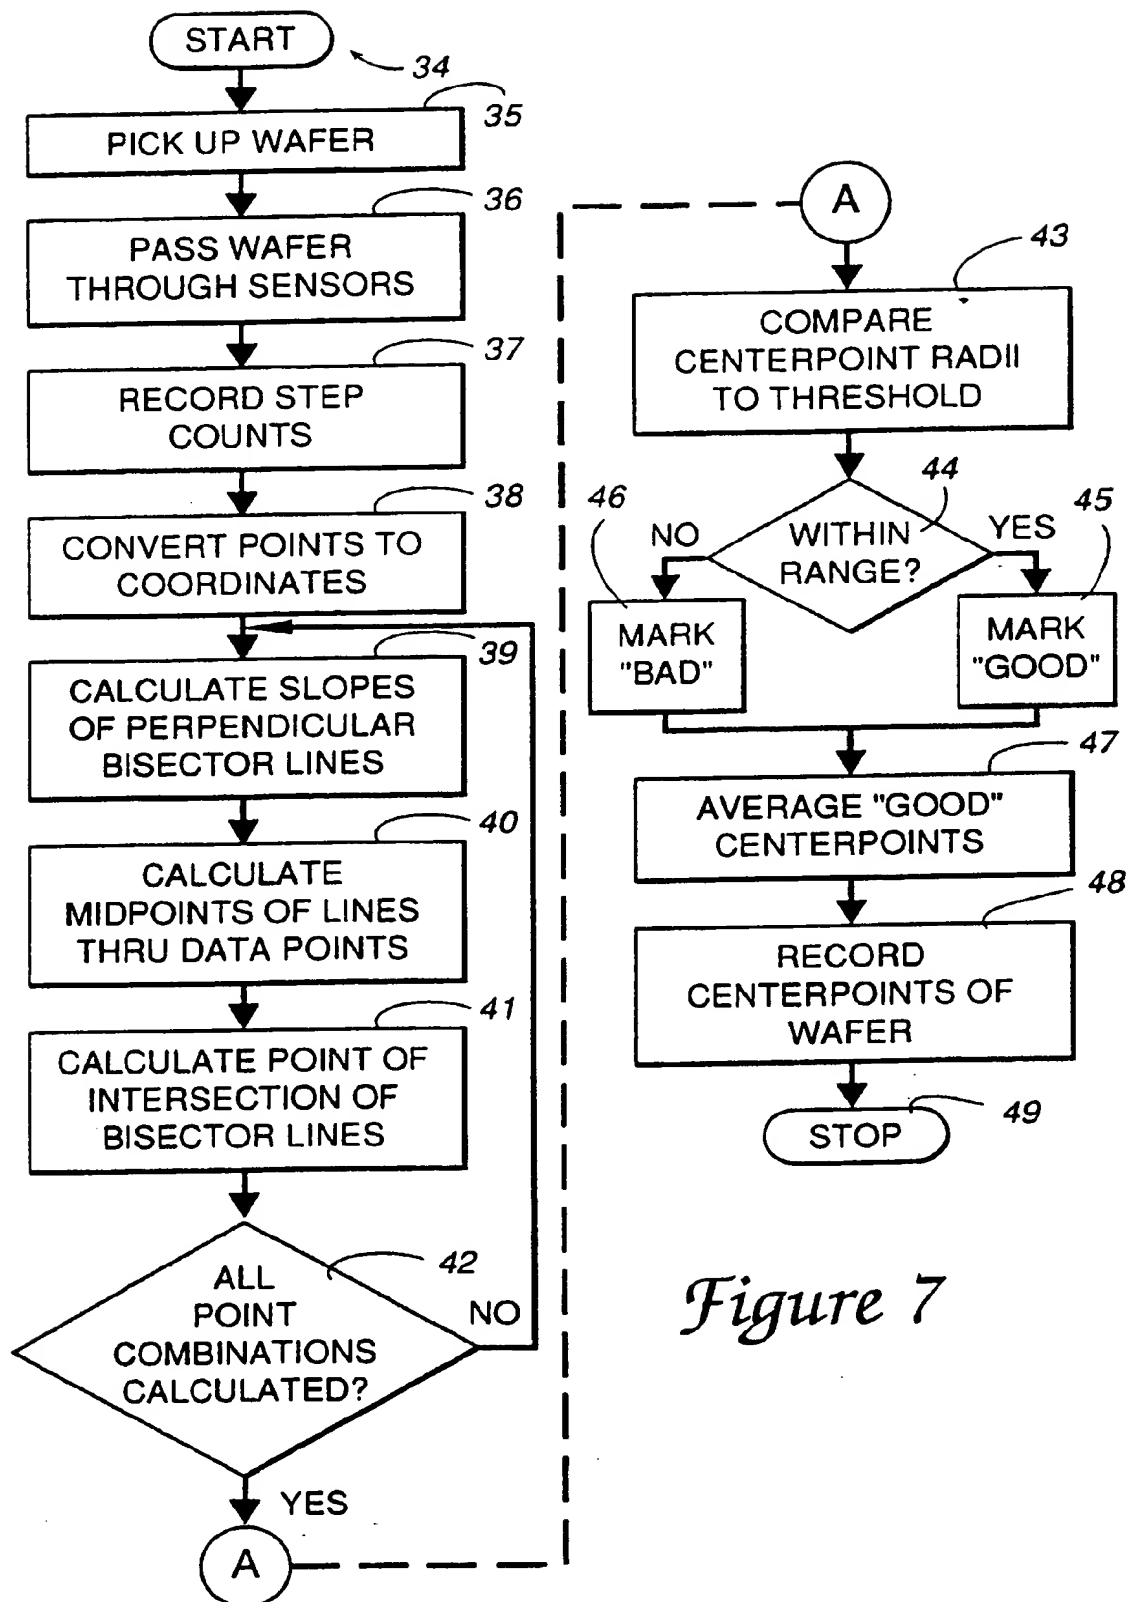 START
34
35
PICK UP WAFER
36
PASS WAFER
THROUGH SENSORS
37
RECORD STEP
COUNTS
38
CONVERT POINTS TO
COORDINATES
39
CALCULATE SLOPES
OF PERPENDICULAR
BISECTOR LINES
40
CALCULATE
MIDPOINTS OF LINES
THRU DATA POINTS
41
CALCULATE POINT OF
INTERSECTION OF
BISECTOR LINES
42
ALL
POINT
COMBINATIONS
CALCULATED?
NO
YES
A
A
43
COMPARE
CENTERPOINT RADII
TO THRESHOLD
44
WITHIN
RANGE?
NO
YES
46
45
MARK
"BAD"
MARK
"GOOD"
47
AVERAGE "GOOD"
CENTERPOINTS
48
RECORD
CENTERPOINTS OF
WAFER
49
STOP
Figure 7